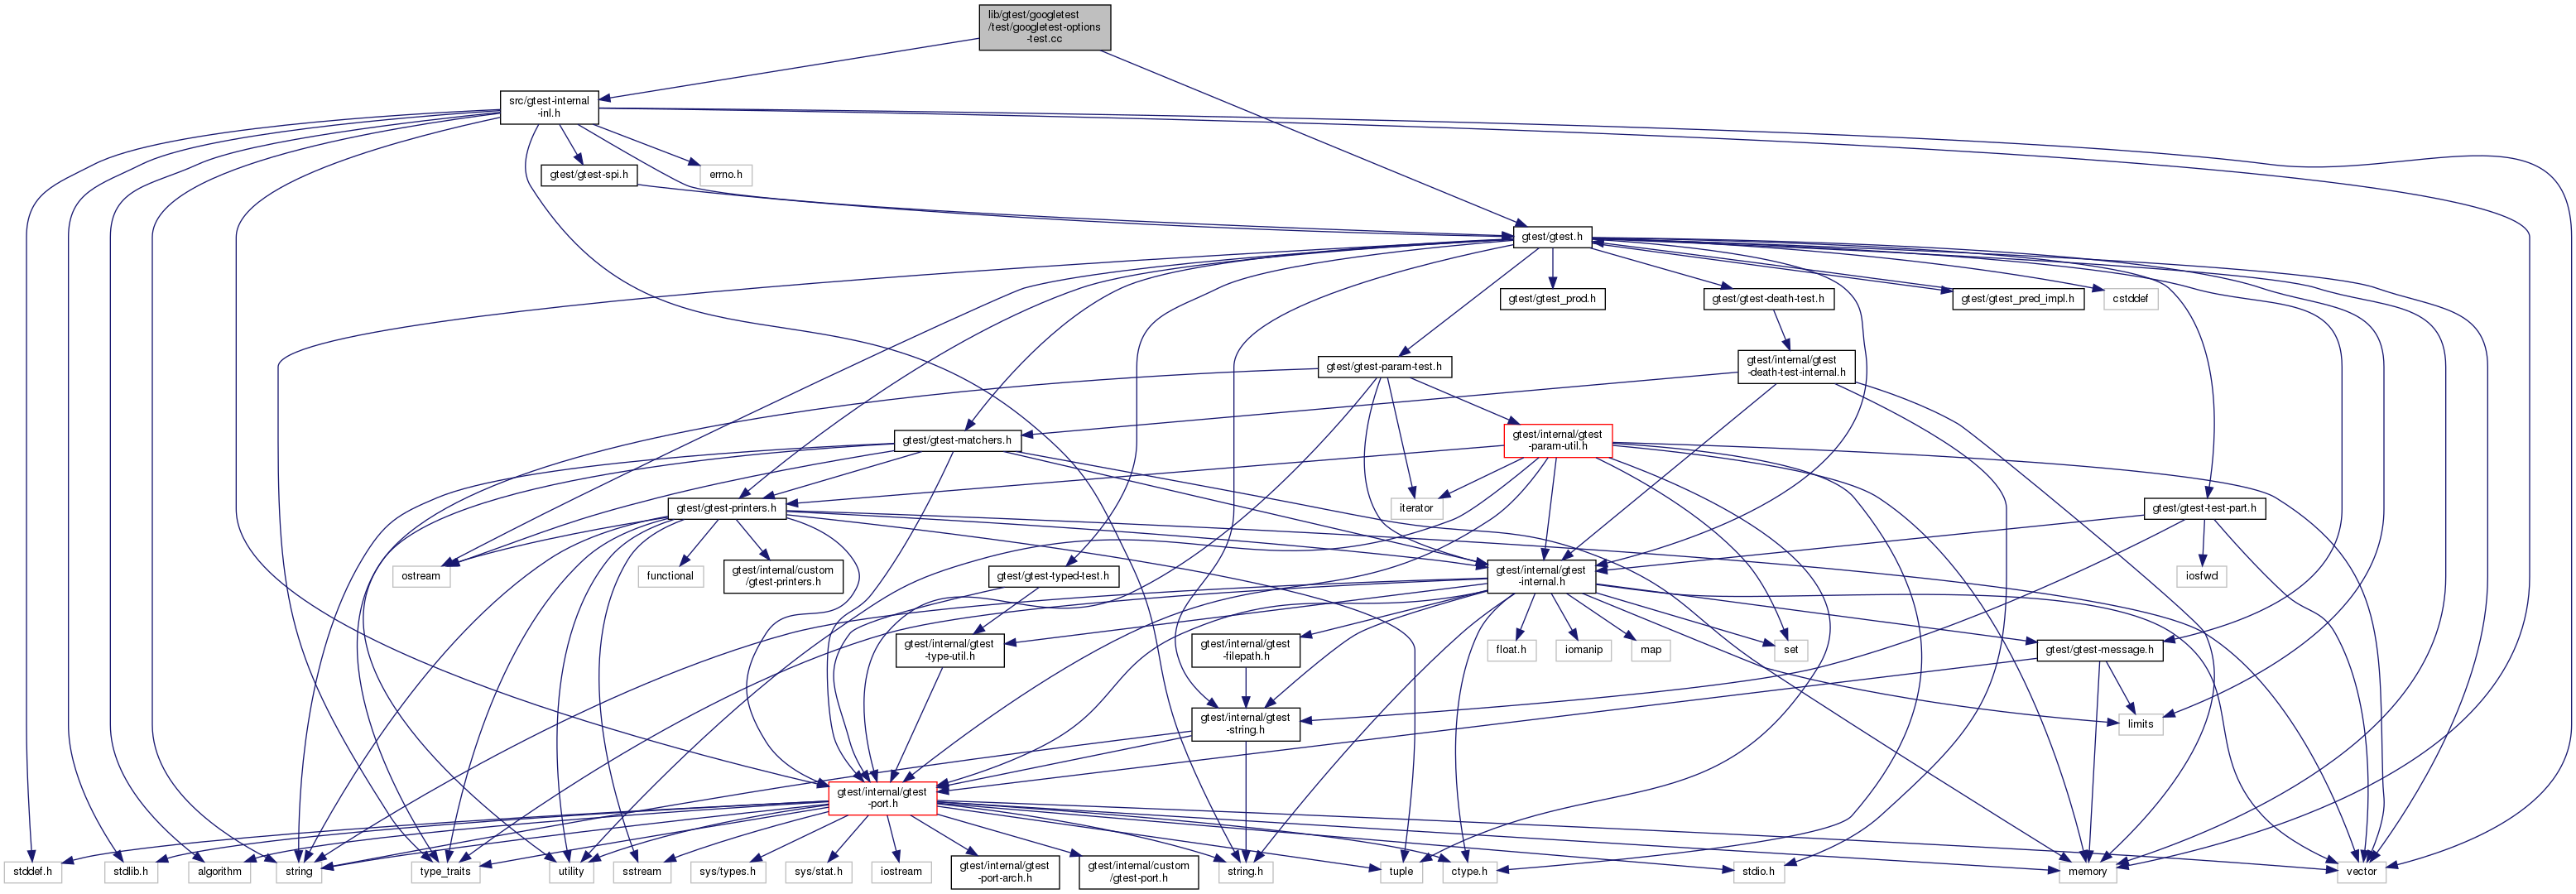 lib/gtest/googletest
/test/googletest-options
-test.cc
src/gtest-internal
-inl.h
gtest/gtest-spi.h
errno.h
gtest/gtest.h
gtest/gtest_prod.h
gtest/gtest-death-test.h
gtest/gtest_pred_impl.h
cstddef
gtest/gtest-param-test.h
gtest/internal/gtest
-death-test-internal.h
gtest/gtest-matchers.h
gtest/internal/gtest
-param-util.h
gtest/gtest-printers.h
iterator
gtest/gtest-test-part.h
ostream
functional
gtest/internal/custom
/gtest-printers.h
gtest/gtest-typed-test.h
gtest/internal/gtest
-internal.h
iosfwd
gtest/internal/gtest
-type-util.h
gtest/internal/gtest
-filepath.h
float.h
iomanip
map
set
gtest/gtest-message.h
gtest/internal/gtest
-string.h
limits
gtest/internal/gtest
-port.h
stddef.h
stdlib.h
algorithm
string
type_traits
utility
sstream
sys/types.h
sys/stat.h
iostream
gtest/internal/gtest
-port-arch.h
gtest/internal/custom
/gtest-port.h
string.h
tuple
ctype.h
stdio.h
memory
vector